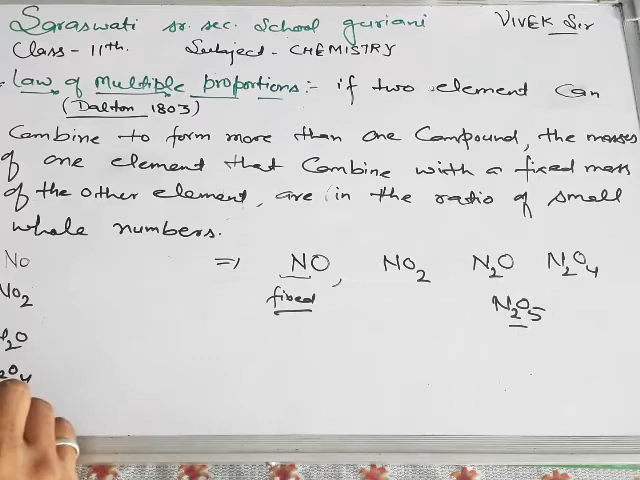 Saraswati sr. sec. School guriani VIVEK Sir
Class - 11th. Subject - CHEMISTRY
Law of Multiple proportions :- if two element Can
(Dalton 1803)
Combine to form more than one Compound, the masses
of one element that Combine with a fixed mass
of the other element, are in the ratio of small
whole numbers.
NO => NO, NO2 N2O N2O4
NO2 fixed N2O5
N2O
2O4